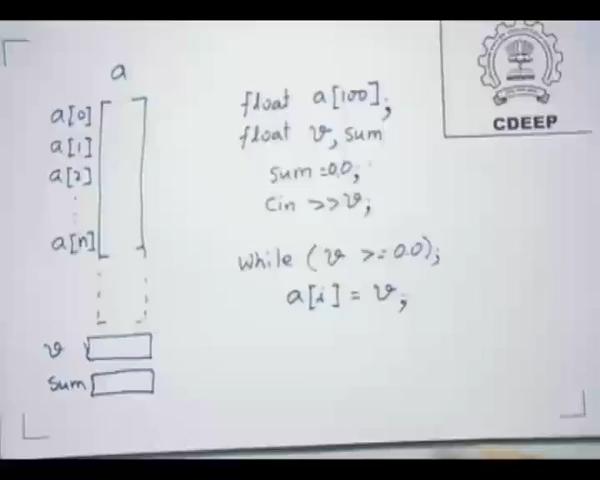 a
a[0]
a[1]
a[2]
a[n]
v
sum
float a[100];
float v, sum
sum = 0.0;
cin >> v;
while (v >= 0.0);
a[i] = v;
CDEEP